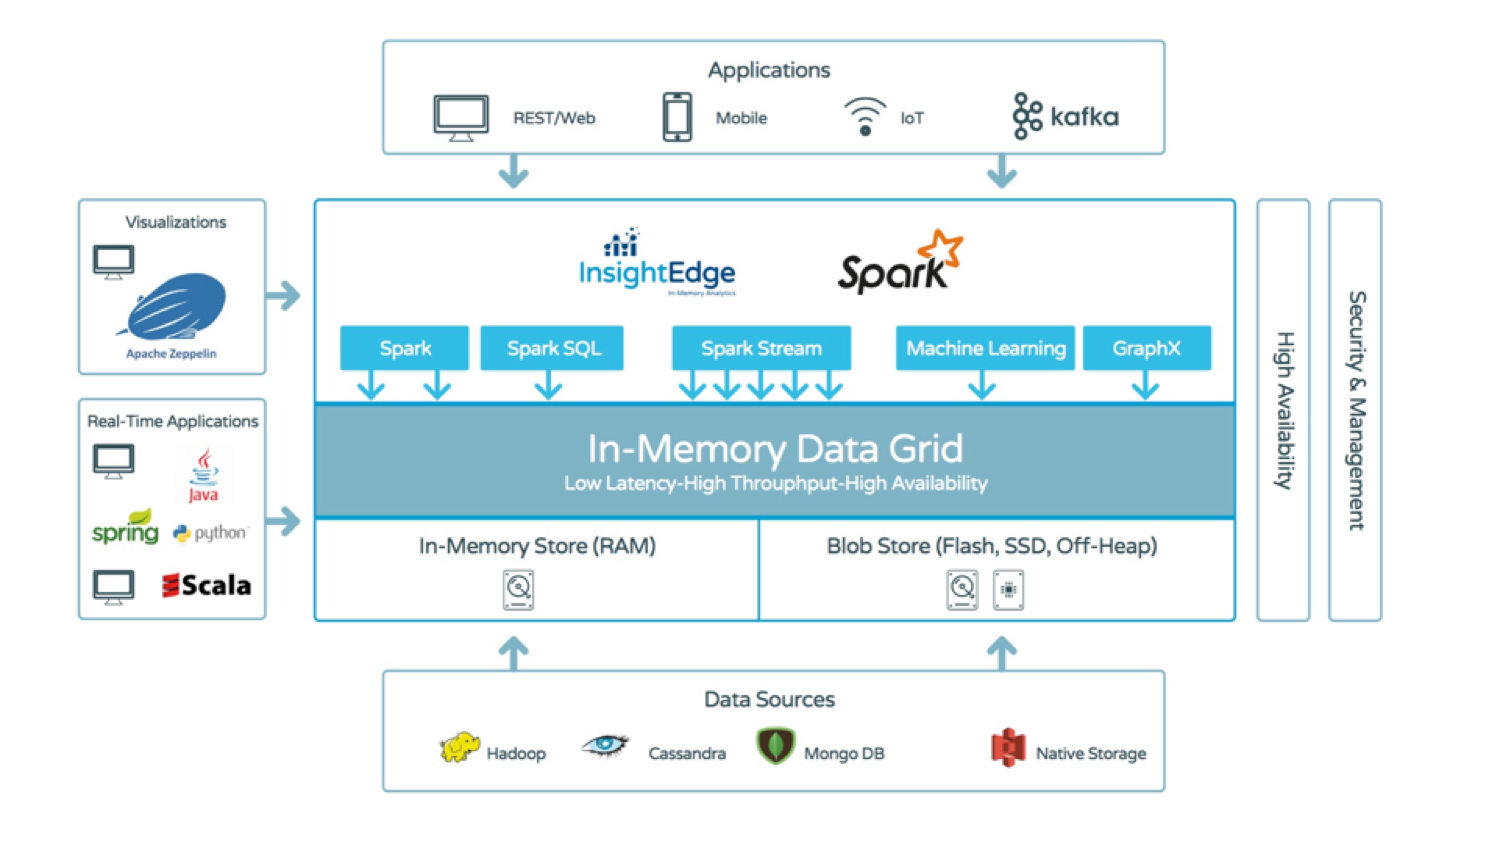 Applications
REST/Web
Mobile
IoT
kafka
Visualizations
Apache Zeppelin
InsightEdge
In-Memory Analytics
Spark
Spark
Spark SQL
Spark Stream
Machine Learning
GraphX
Real-Time Applications
Java
spring
python
Scala
In-Memory Data Grid
Low Latency-High Throuphput-High Availability
In-Memory Store (RAM)
Blob Store (Flash, SSD, Off-Heap)
High Availability
Security & Management
Data Sources
Hadoop
Cassandra
Mongo DB
Native Storage